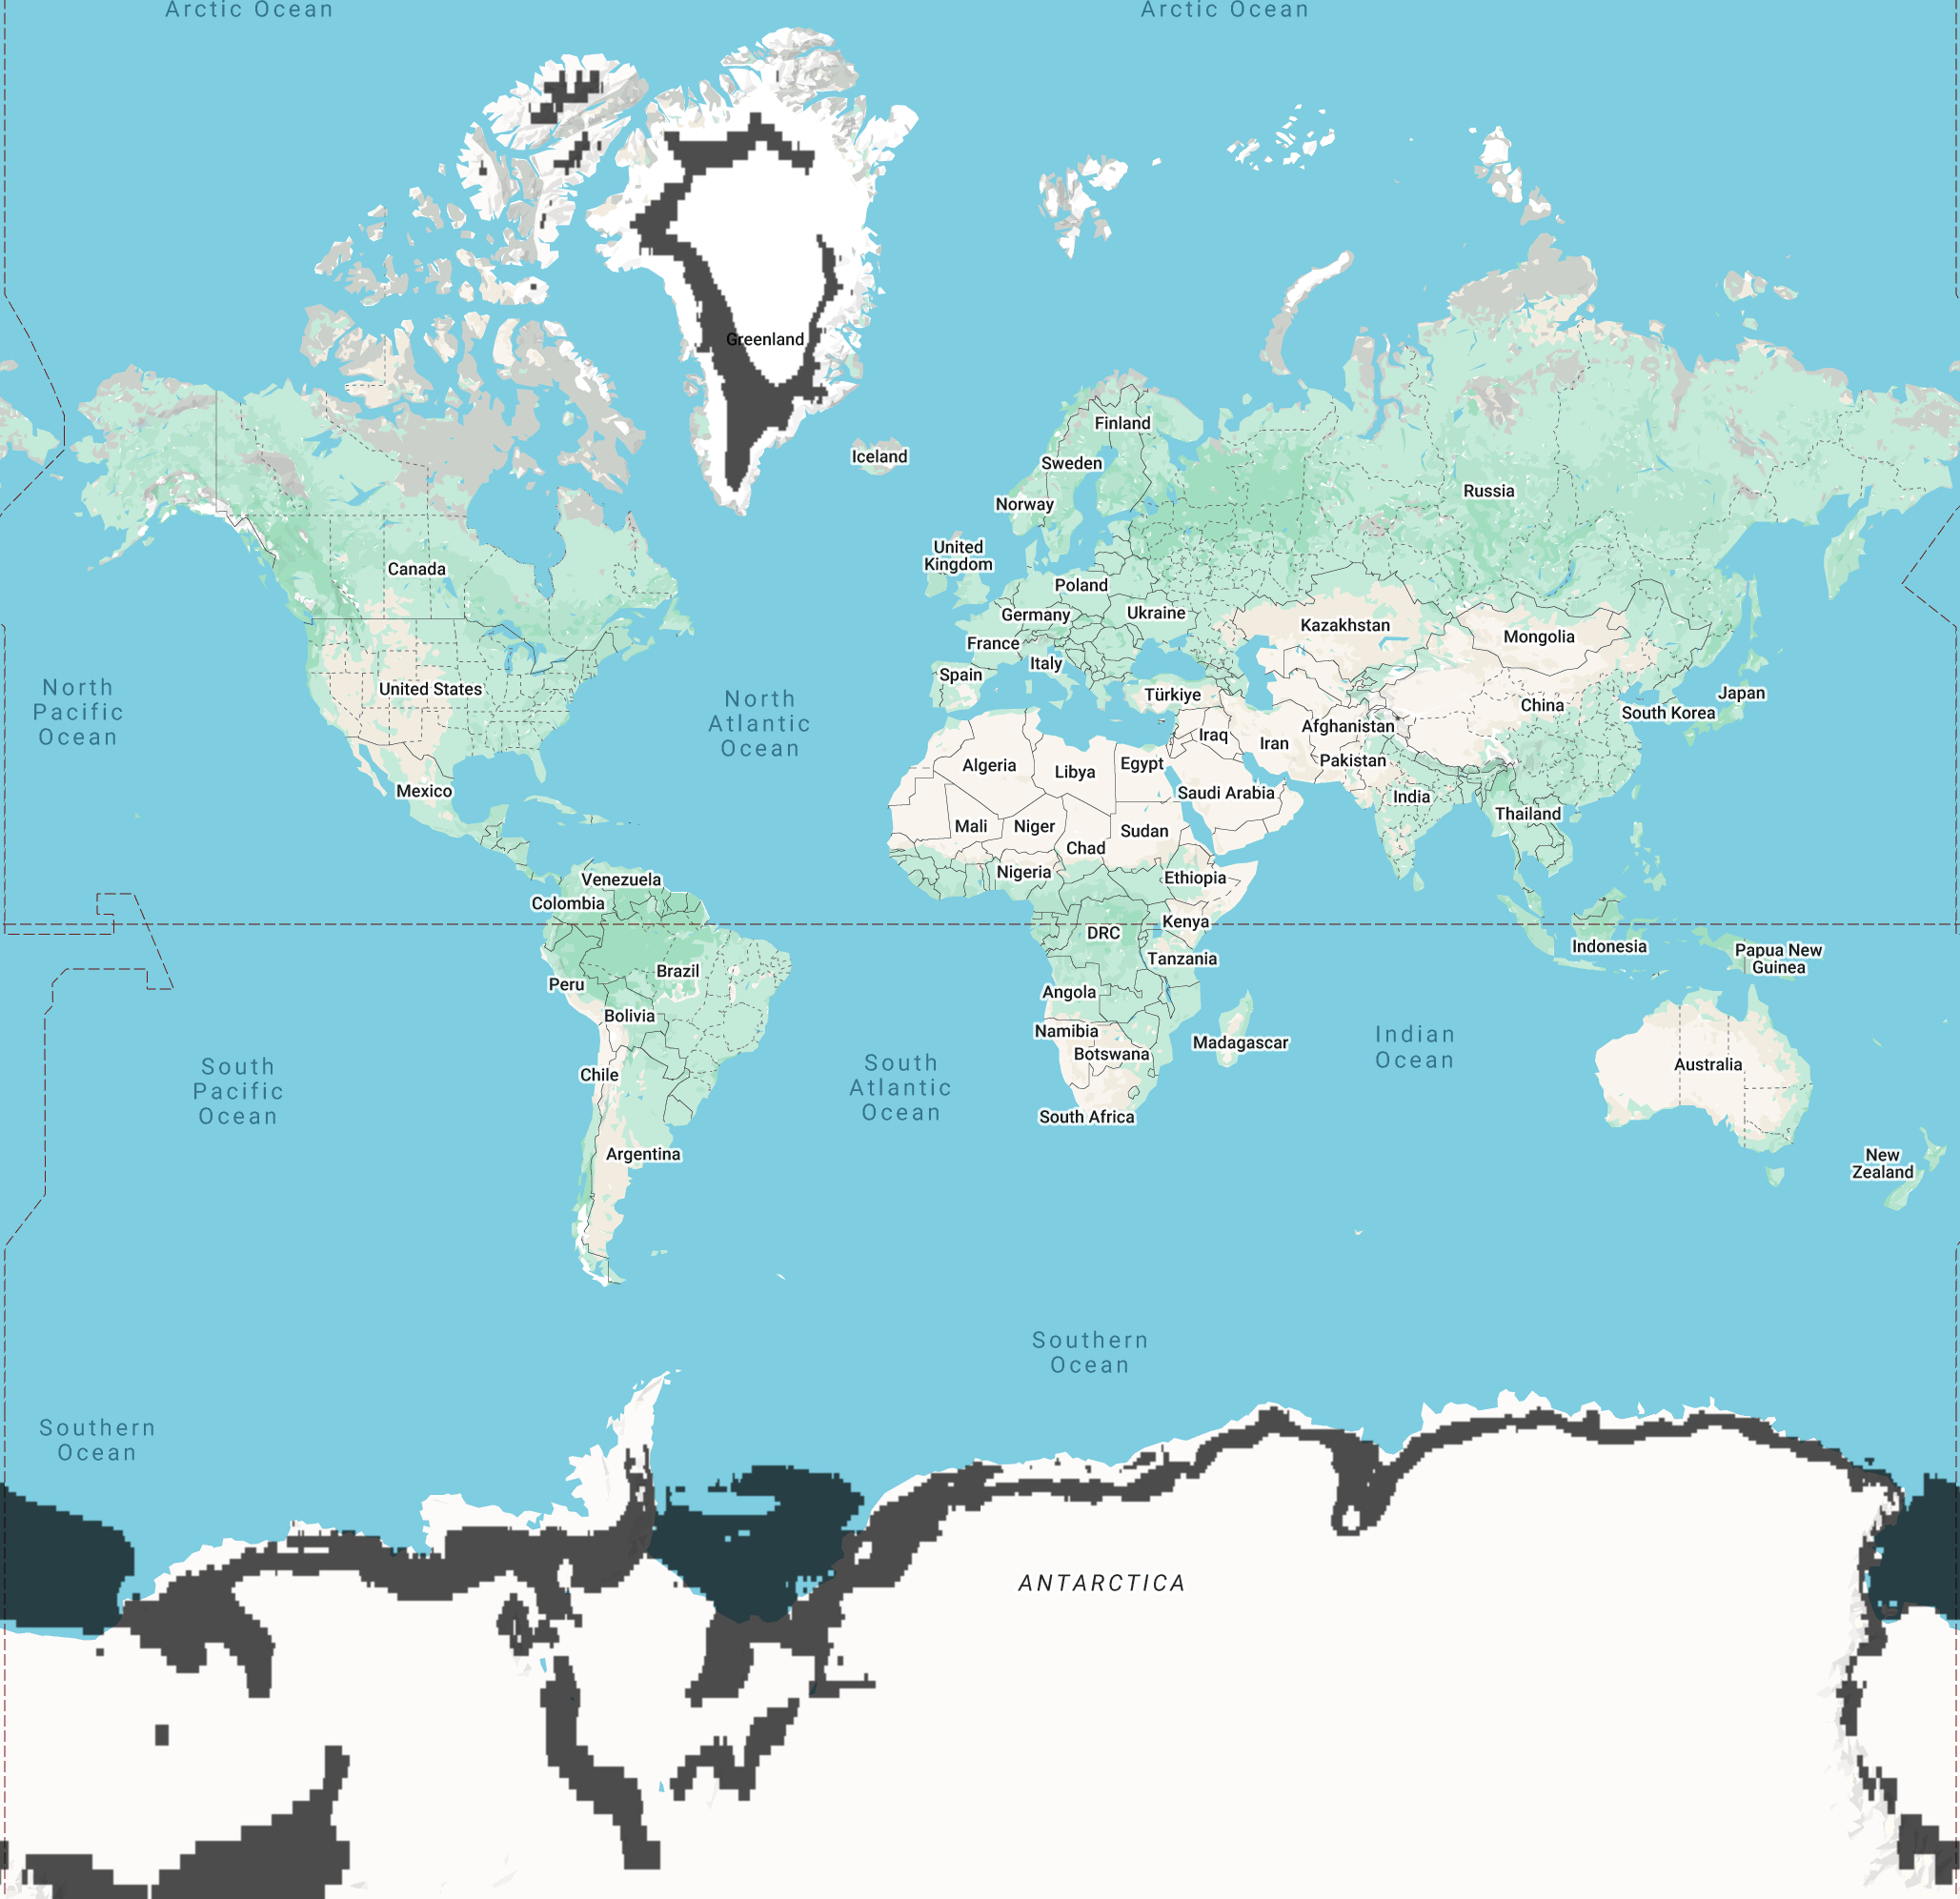 Arctic Ocean
Arctic Ocean
Greenland
Finland
Iceland
Sweden
Russia
Norway
United
Kingdom
Canada
Poland
Germany
Ukraine
Kazakhstan
Mongolia
France
Italy
Spain
United States
Türkiye
Japan
China
South Korea
North
Pacific
Ocean
North
Atlantic
Ocean
Afghanistan
Iraq
Iran
Pakistan
Algeria
Libya
Egypt
Mexico
Saudi Arabia
India
Thailand
Mali
Niger
Sudan
Chad
Nigeria
Ethiopia
Venezuela
Colombia
Kenya
DRC
Indonesia
Papua New
Guinea
Tanzania
Brazil
Peru
Angola
Bolivia
Namibia
Madagascar
Botswana
Indian
Ocean
Australia
Chile
South
Pacific
Ocean
South
Atlantic
Ocean
South Africa
Argentina
New
Zealand
Southern
Ocean
Southern
Ocean
ANTARCTICA